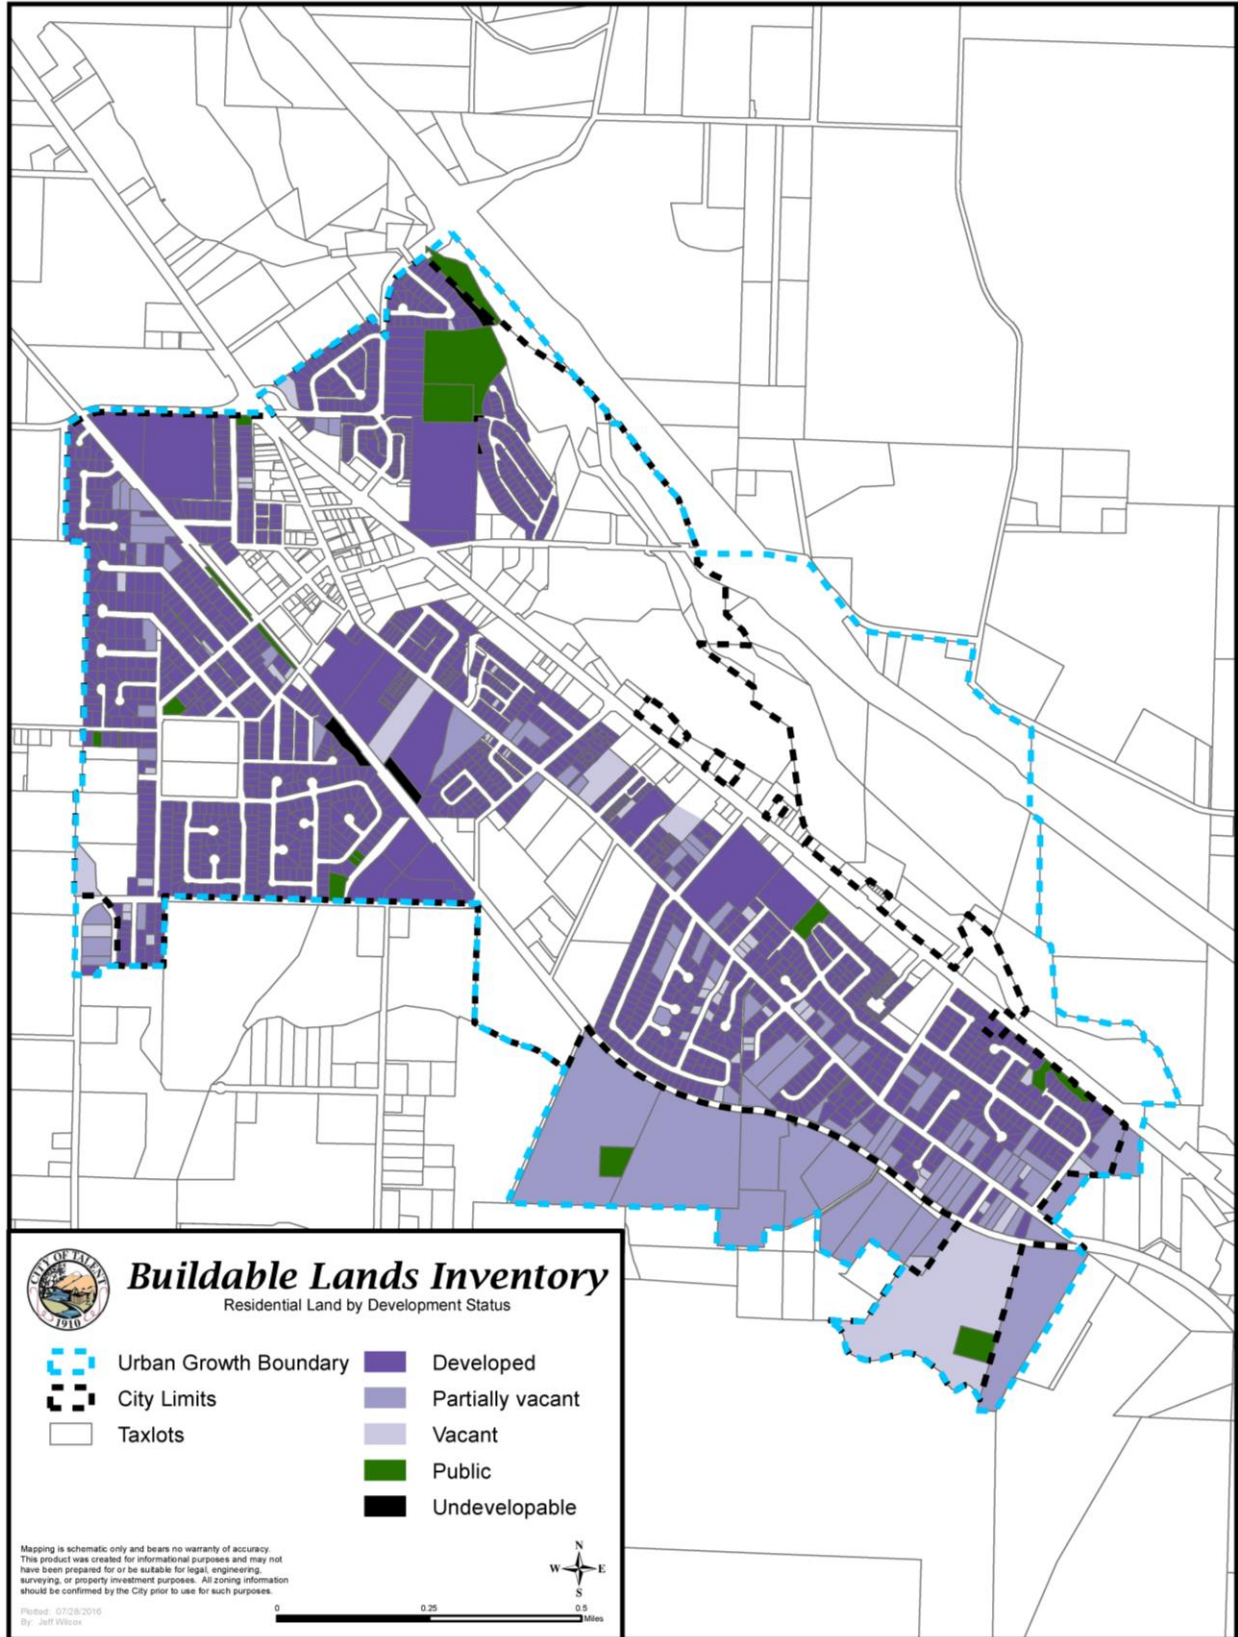 CITY OF TALENT
1910
Buildable Lands Inventory
Residential Land by Development Status
Urban Growth Boundary
City Limits
Taxlots
Developed
Partially vacant
Vacant
Public
Undevelopable
Mapping is schematic only and bears no warranty of accuracy.
This product was created for informational purposes and may not
have been prepared for or be suitable for legal, engineering,
surveying, or property investment purposes. All zoning information
should be confirmed by the City prior to use for such purposes.
Plotted: 07/28/2016
By: Jeff Wilcox
N
W E
S
0 0.25 0.5
Miles